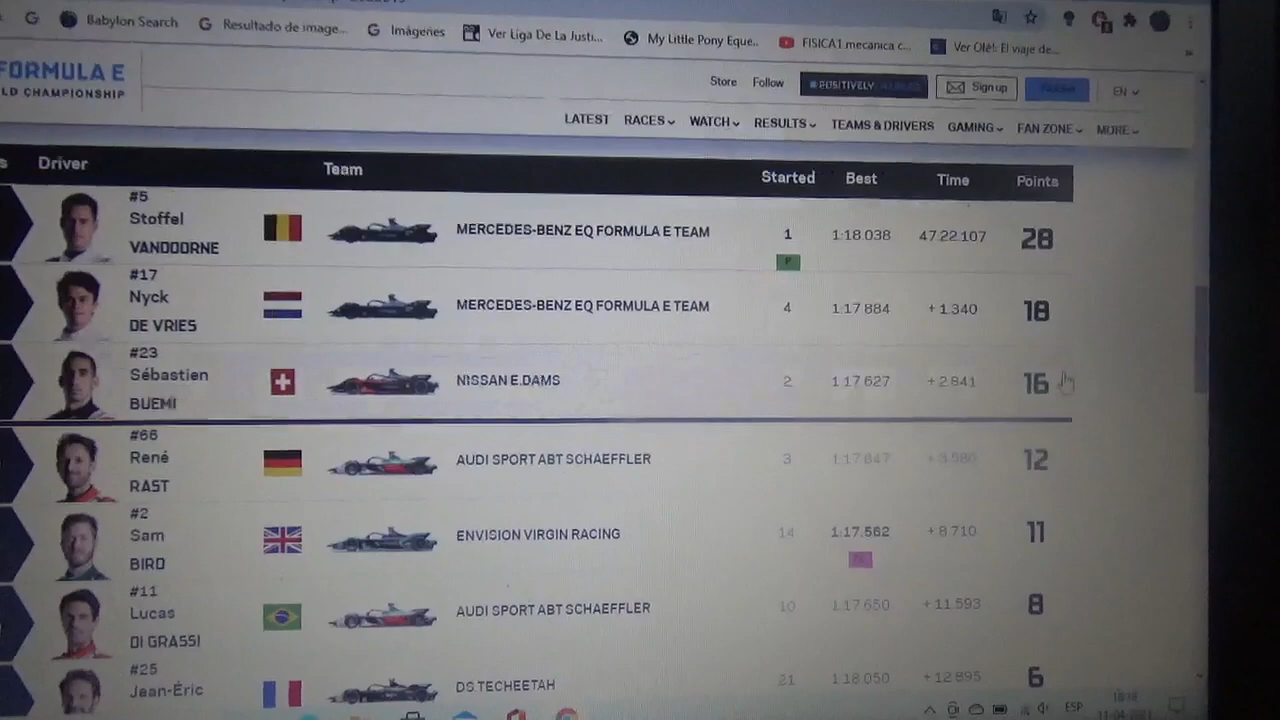 Babylon Search
Resultado de image...
Imágenes
Ver Liga De La Justi...
My Little Pony Eque..
FISICA1 mecanica c...
Ver Olé!: El viaje de...
FORMULA E
LD CHAMPIONSHIP
Store
Follow
POSITIVELY
Sign up
EN
LATEST
RACES
WATCH
RESULTS
TEAMS & DRIVERS
GAMING
FAN ZONE
MORE
s Driver Team Started Best Time Points
#5
Stoffel
VANDOORNE
MERCEDES-BENZ EQ FORMULA E TEAM 1 1:18.038 47:22.107 28
P
#17
Nyck
DE VRIES
MERCEDES-BENZ EQ FORMULA E TEAM 4 1:17.884 + 1.340 18
#23
Sébastien
BUEMI
NISSAN E.DAMS 2 1:17.627 + 2.841 16
#66
René
RAST
AUDI SPORT ABT SCHAEFFLER 3 1:17.847 12
#2
Sam
BIRD
ENVISION VIRGIN RACING 14 1:17.562 + 8.710 11
#11
Lucas
DI GRASSI
AUDI SPORT ABT SCHAEFFLER 10 1:17.650 + 11.593 8
#25
Jean-Éric
DS TECHEETAH 21 1:18.050 + 12.895 6
ESP